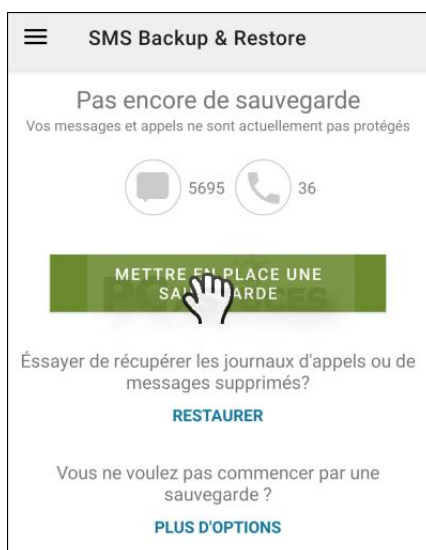 SMS Backup & Restore
Pas encore de sauvegarde
Vos messages et appels ne sont actuellement pas protégés
5695
36
METTRE EN PLACE UNE
SAUVEGARDE
Éssayer de récupérer les journaux d'appels ou de
messages supprimés?
RESTAURER
Vous ne voulez pas commencer par une
sauvegarde ?
PLUS D'OPTIONS